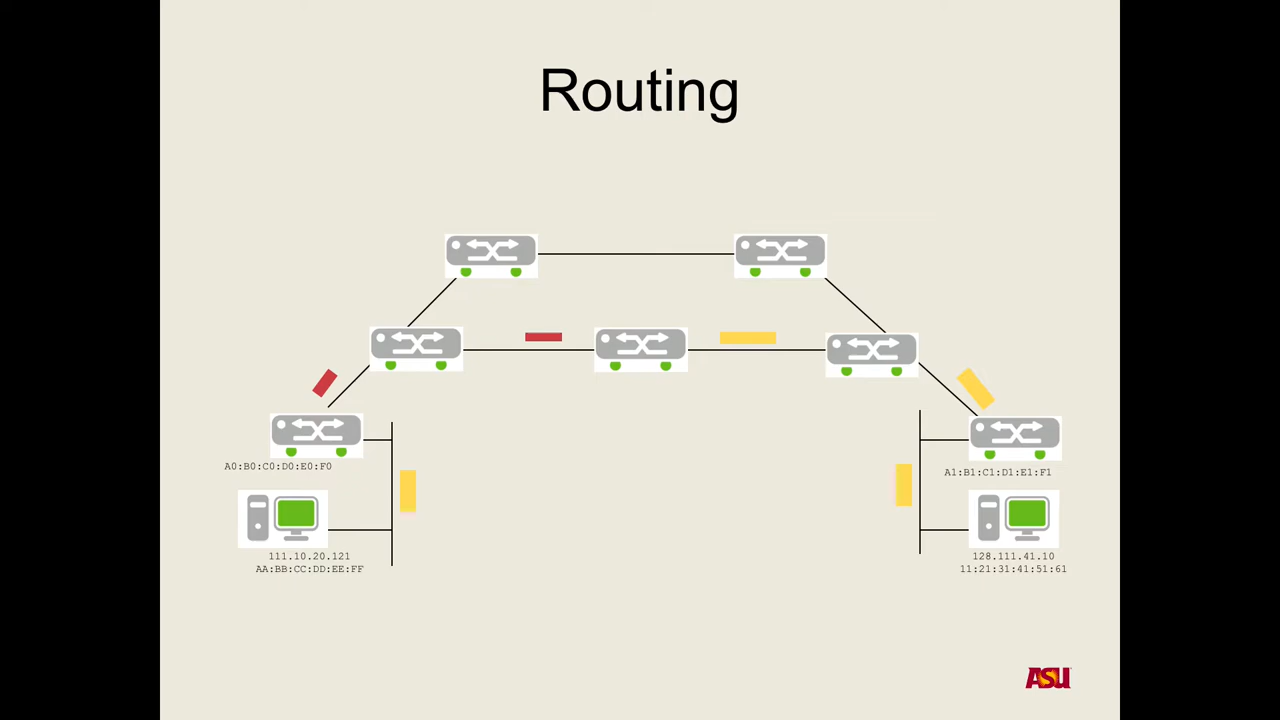 Routing
A0:B0:C0:D0:E0:F0
A1:B1:C1:D1:E1:F1
111.10.20.121
AA:BB:CC:DD:EE:FF
128.111.41.10
11:21:31:41:51:61
ASU